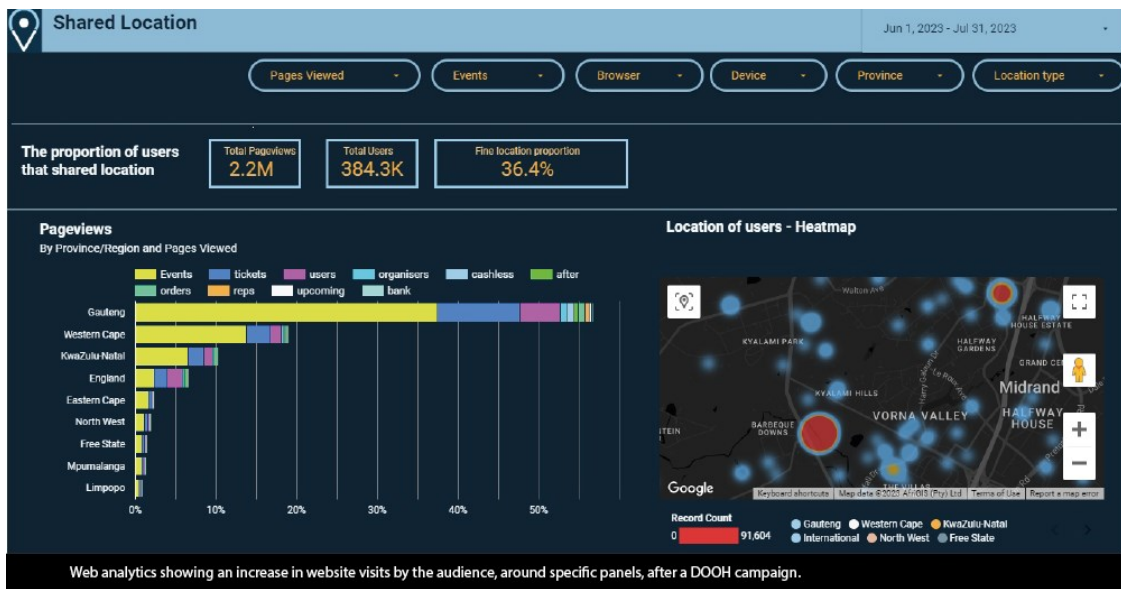 Shared Location
Jun 1, 2023 - Jul 31, 2023
Pages Viewed
Events
Browser
Device
Province
Location type
The proportion of users
that shared location
Total Pageviews
2.2M
Total Users
384.3K
Fine location proportion
36.4%
Pageviews
By Province/Region and Pages Viewed
Events
tickets
users
organisers
cashless
after
orders
reps
upcoming
bank
Gauteng
Western Cape
KwaZulu-Natal
England
Eastern Cape
North West
Free State
Mpumalanga
Limpopo
0%
10%
20%
30%
40%
50%
Location of users - Heatmap
Walton Ave
KYALAMI PARK
HALFWAY
HOUSE ESTATE
HALFWAY
GARDENS
GRAND CE
Le Roux Ave
Midrand
KYALAMI HILLS
VORNA VALLEY
HALFWAY
HOUSE
BARBEQUE
DOWNS
TEIN
THE VILLAS
Google
Keyboard shortcuts
Map data ©2023 AfriGIS (Pty) Ltd
Terms of Use
Report a map error
Record Count
0
91,604
Gauteng
Western Cape
KwaZulu-Natal
International
North West
Free State
Web analytics showing an increase in website visits by the audience, around specific panels, after a DOOH campaign.